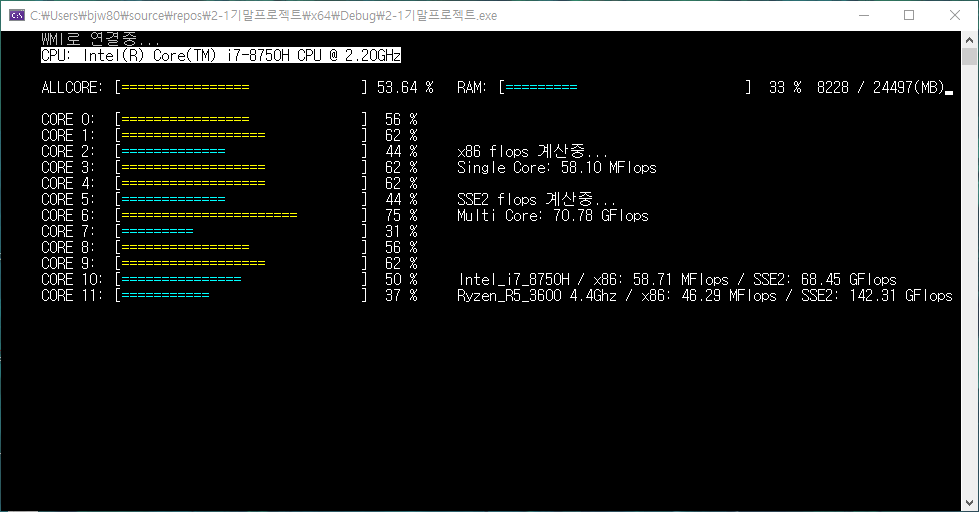 C:\Users\bjw80\source\repos\2-1기말프로젝트\x64\Debug\2-1기말프로젝트.exe
WMI로 연결중...
CPU: Intel(R) Core(TM) i7-8750H CPU @ 2.20GHz
ALLCORE: [================              ] 53.64 %   RAM: [=========                     ]  33 %  8228 / 24497(MB)
CORE 0:  [================              ]  56 %
CORE 1:  [==================            ]  62 %
CORE 2:  [=============                 ]  44 %     x86 flops 계산중...
CORE 3:  [==================            ]  62 %     Single Core: 58.10 MFlops
CORE 4:  [==================            ]  62 %
CORE 5:  [=============                 ]  44 %     SSE2 flops 계산중...
CORE 6:  [======================        ]  75 %     Multi Core: 70.78 GFlops
CORE 7:  [=========                     ]  31 %
CORE 8:  [================              ]  56 %
CORE 9:  [==================            ]  62 %
CORE 10: [===============               ]  50 %     Intel_i7_8750H / x86: 58.71 MFlops / SSE2: 68.45 GFlops
CORE 11: [===========                   ]  37 %     Ryzen_R5_3600 4.4Ghz / x86: 46.29 MFlops / SSE2: 142.31 GFlops